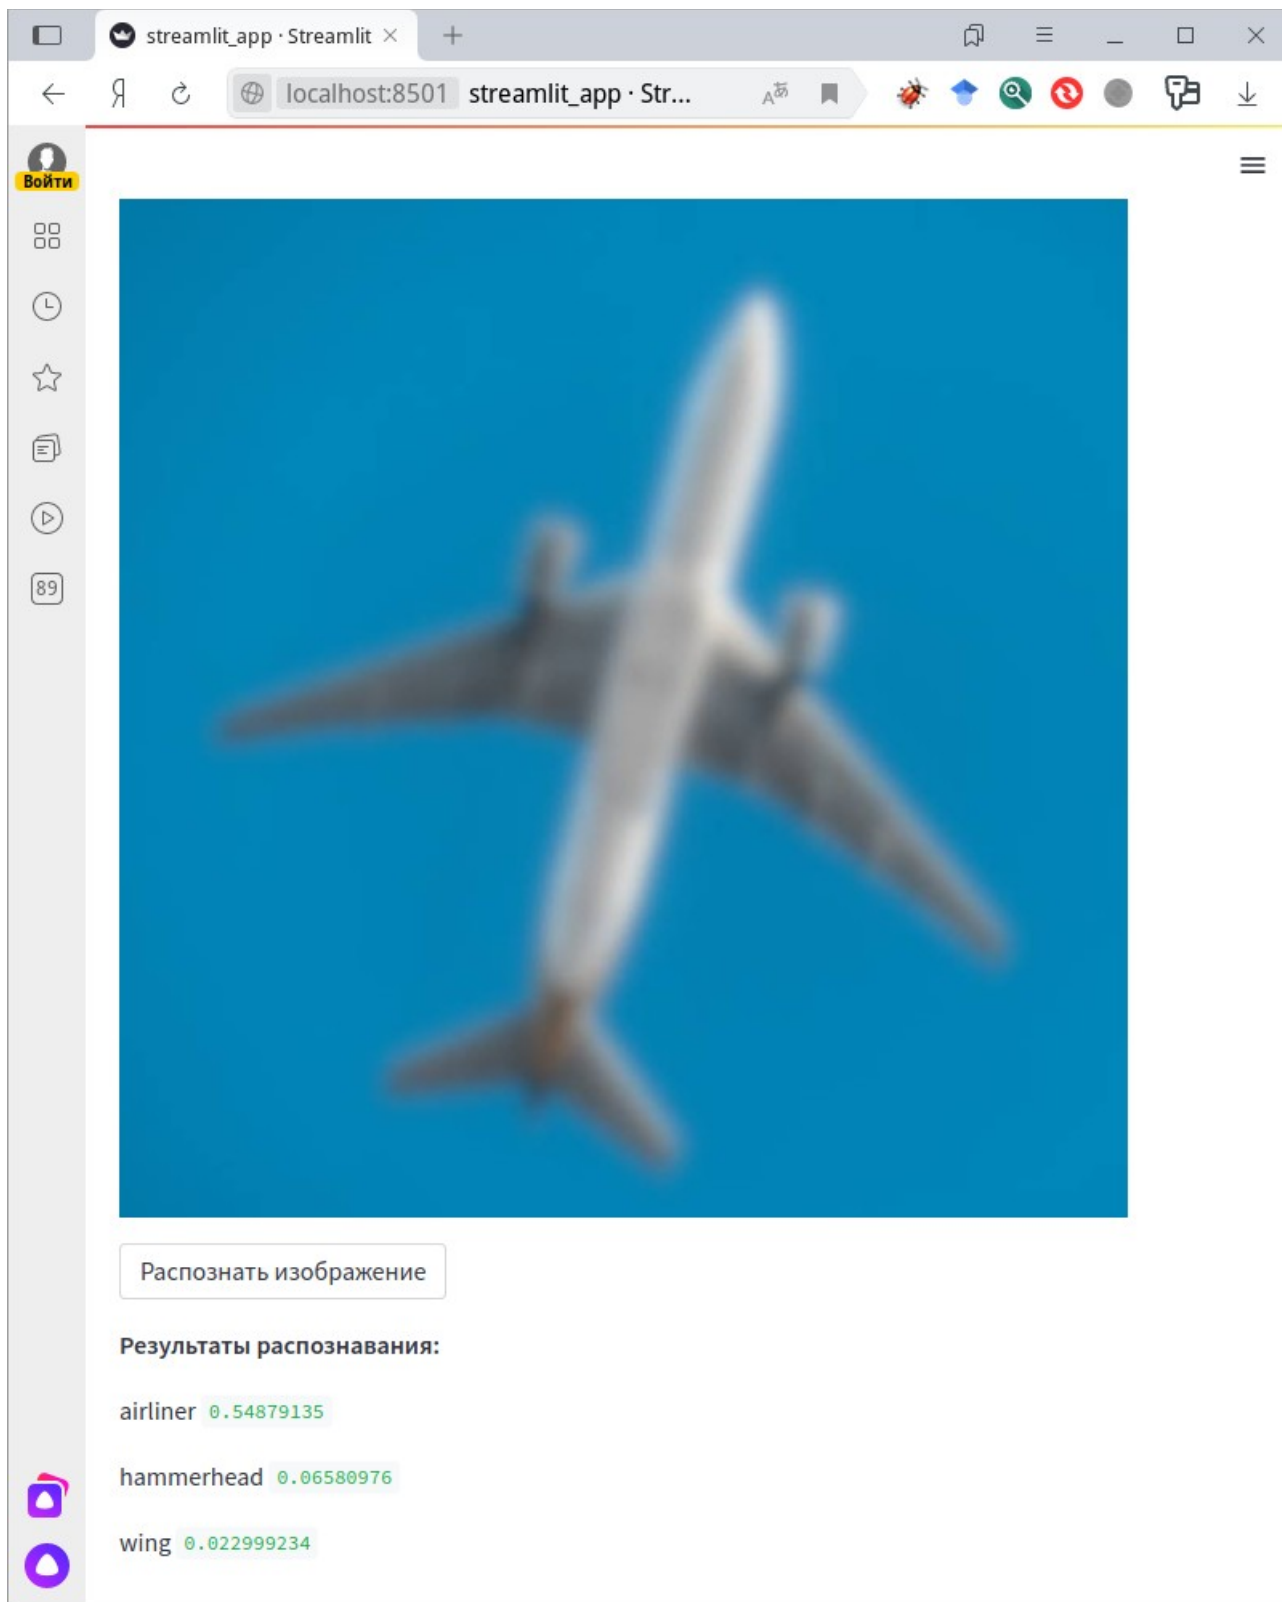 streamlit_app · Streamlit
localhost:8501 streamlit_app · Str...
Войти
89
Распознать изображение
Результаты распознавания:
airliner 0.54879135
hammerhead 0.06580976
wing 0.022999234